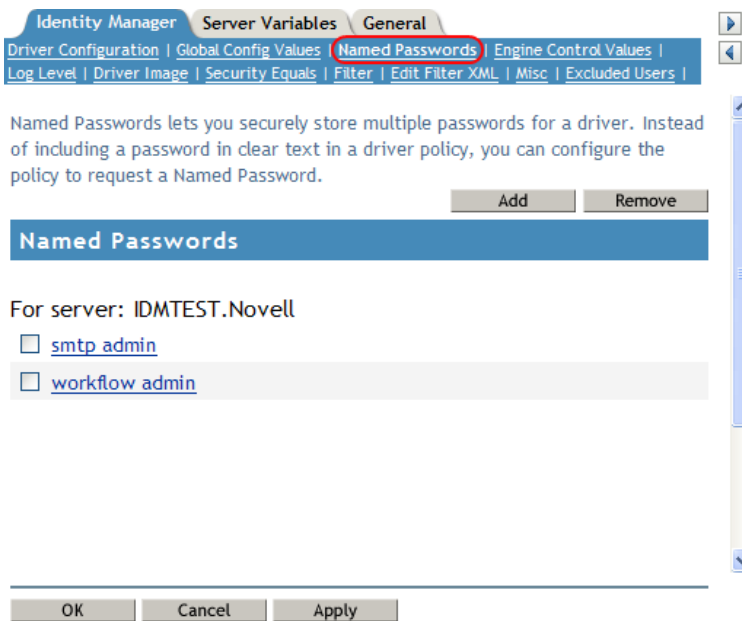 Identity Manager Server Variables General
Driver Configuration | Global Config Values | Named Passwords | Engine Control Values |
Log Level | Driver Image | Security Equals | Filter | Edit Filter XML | Misc | Excluded Users |
Named Passwords lets you securely store multiple passwords for a driver. Instead
of including a password in clear text in a driver policy, you can configure the
policy to request a Named Password.
Add Remove
Named Passwords
For server: IDMTEST.Novell
smtp admin
workflow admin
OK Cancel Apply